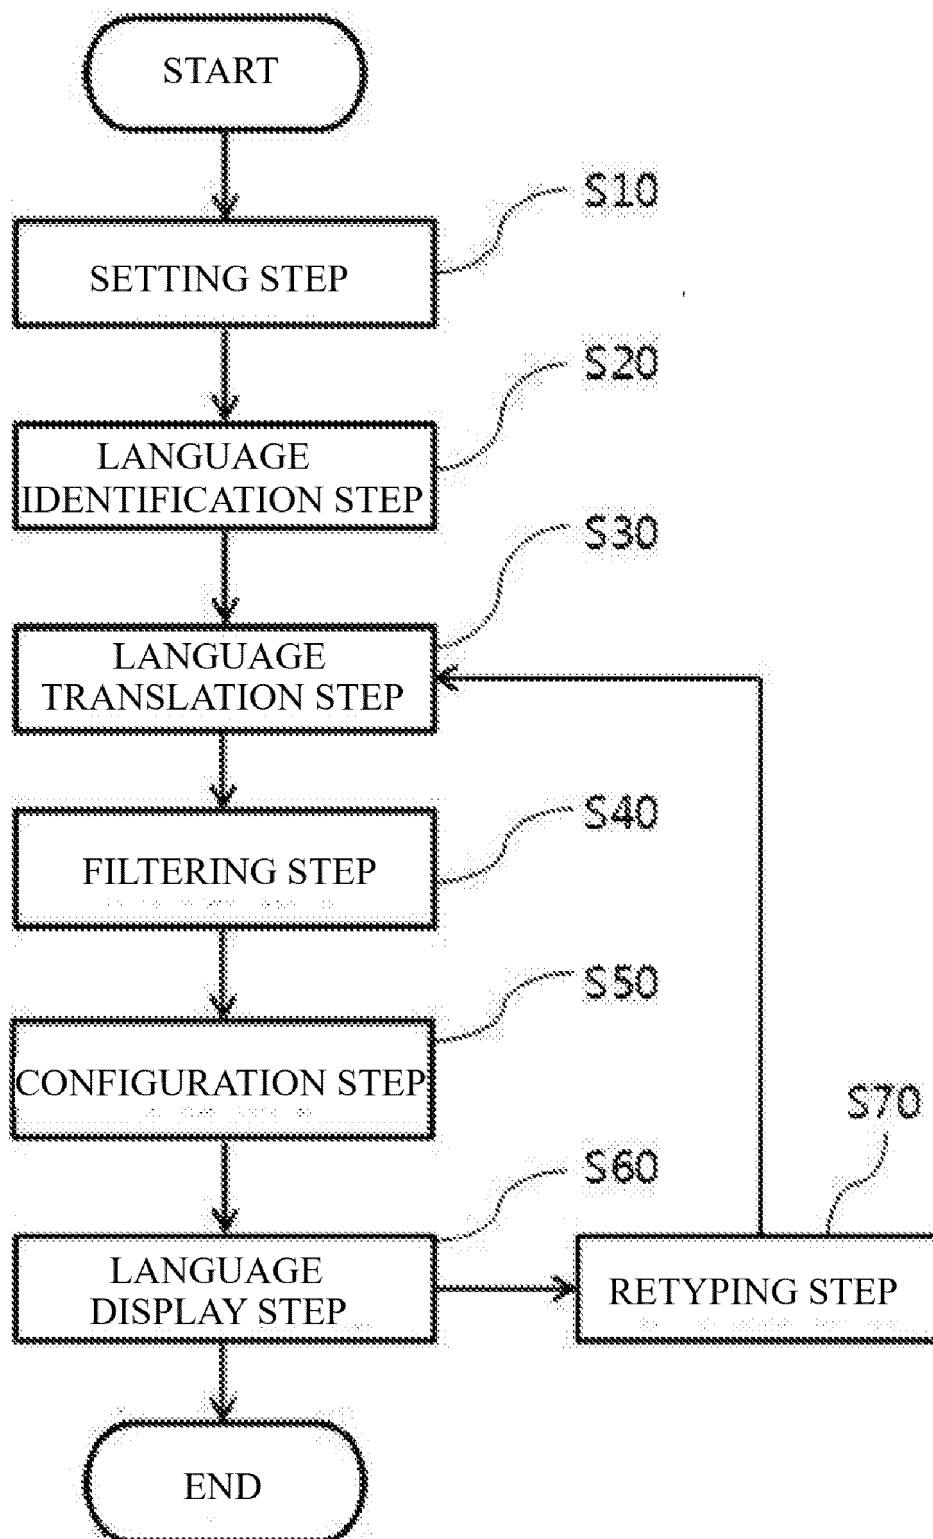 START
S10
SETTING STEP
S20
LANGUAGE
IDENTIFICATION STEP
S30
LANGUAGE
TRANSLATION STEP
S40
FILTERING STEP
S50
CONFIGURATION STEP
S70
S60
LANGUAGE
DISPLAY STEP
RETYPING STEP
END